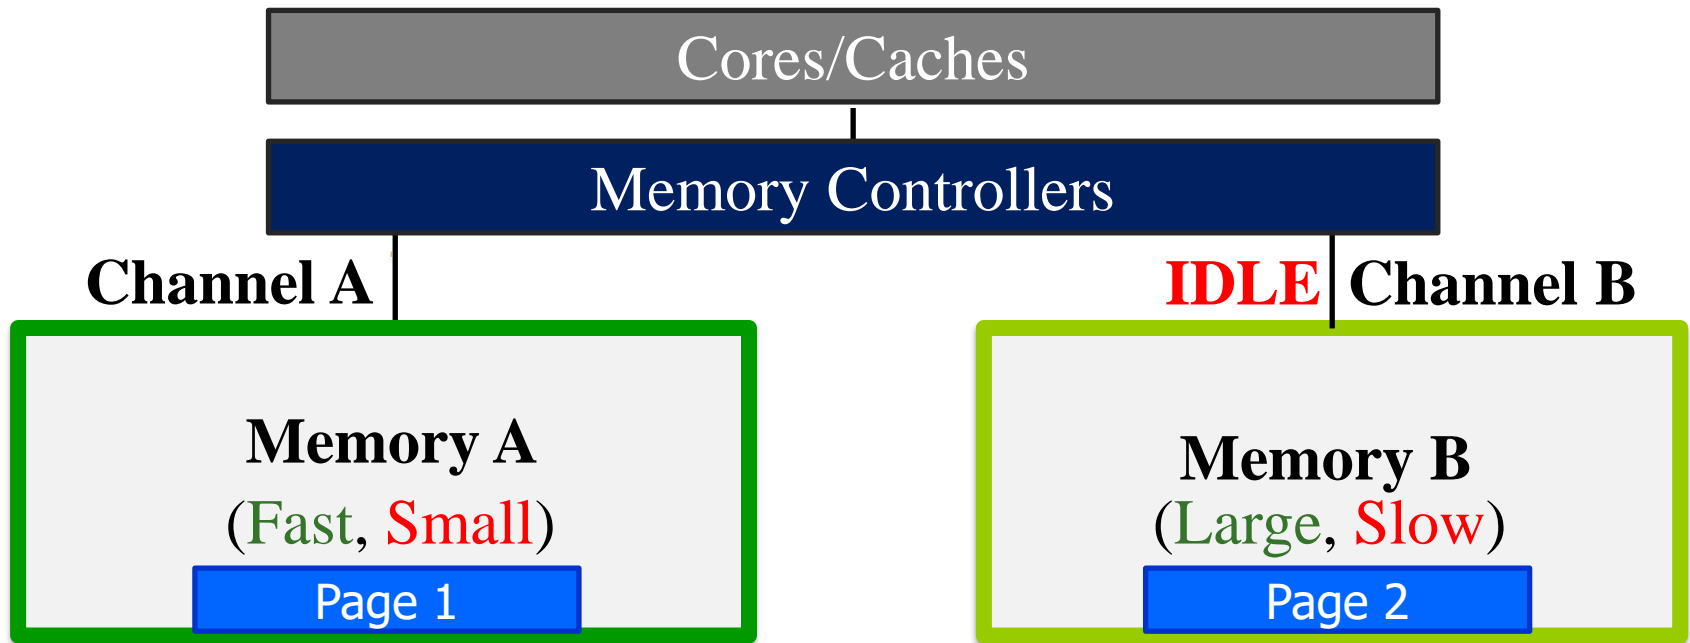 Cores/Caches
Memory Controllers
Channel A
IDLE Channel B
Memory A
(Fast, Small)
Page 1
Memory B
(Large, Slow)
Page 2